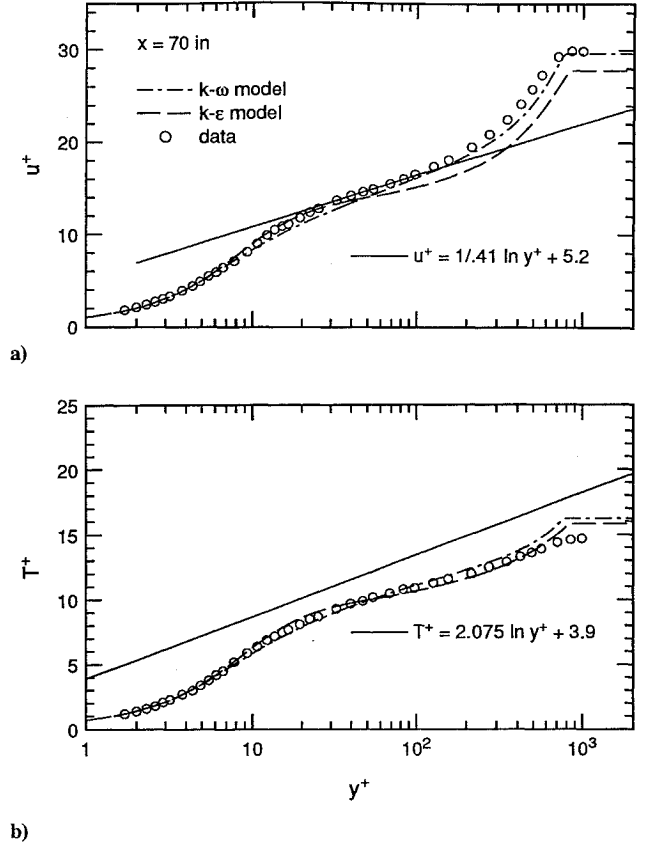 x = 70 in
k-ω model
k-ε model
data
30
20
10
0
u⁺
u⁺ = 1/.41 ln y⁺ + 5.2
a)
25
20
15
10
5
0
T⁺
T⁺ = 2.075 ln y⁺ + 3.9
1
10
10²
10³
y⁺
b)